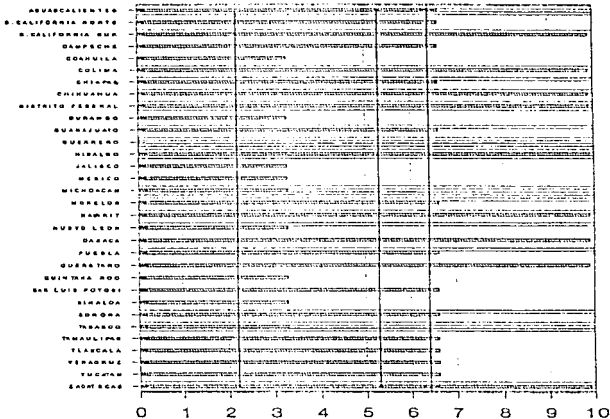 AGUASCALIENTES
B. CALIFORNIA NORTE
B. CALIFORNIA SUR
CAMPECHE
COAHUILA
COLIMA
CHIAPAS
CHIHUAHUA
DISTRITO FEDERAL
DURANGO
GUANAJUATO
GUERRERO
HIDALGO
JALISCO
MEXICO
MICHOACAN
MORELOS
NAYARIT
NUEVO LEON
OAXACA
PUEBLA
QUERETARO
QUINTANA ROO
SAN LUIS POTOSI
SINALOA
SONORA
TABASCO
TAMAULIPAS
TLAXCALA
VERACRUZ
YUCATAN
ZACATECAS
0 1 2 3 4 5 6 7 8 9 10